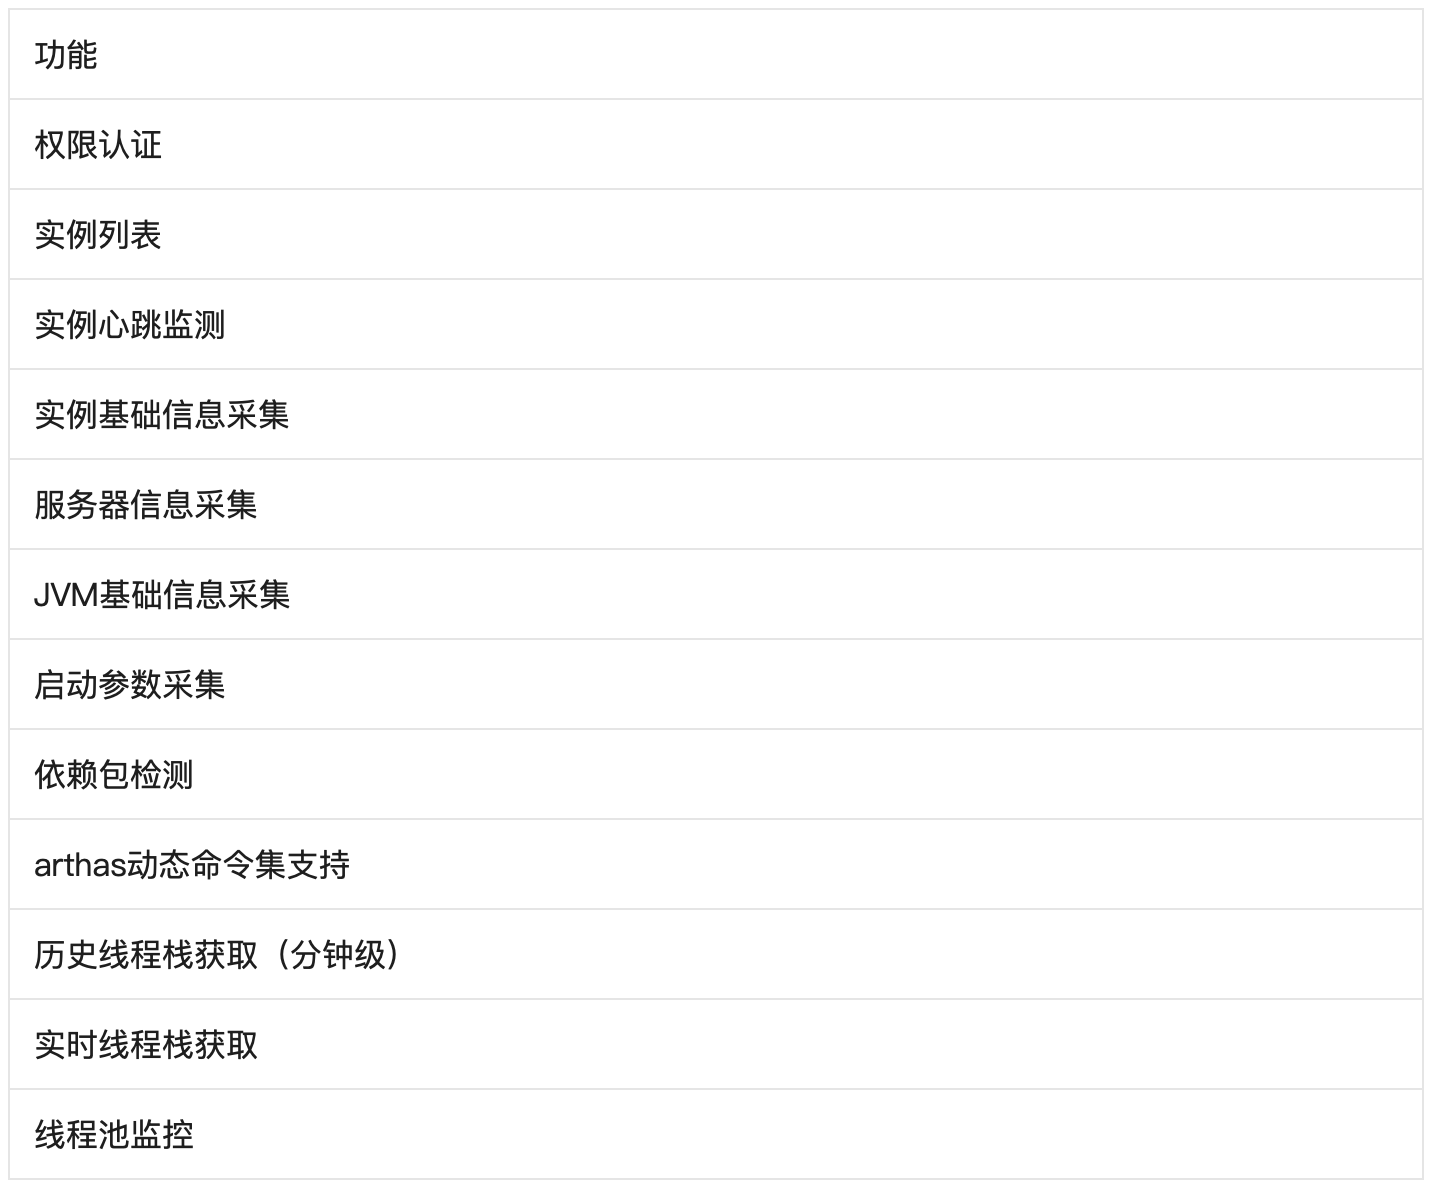 功能
权限认证
实例列表
实例心跳监测
实例基础信息采集
服务器信息采集
JVM基础信息采集
启动参数采集
依赖包检测
arthas动态命令集支持
历史线程栈获取（分钟级）
实时线程栈获取
线程池监控